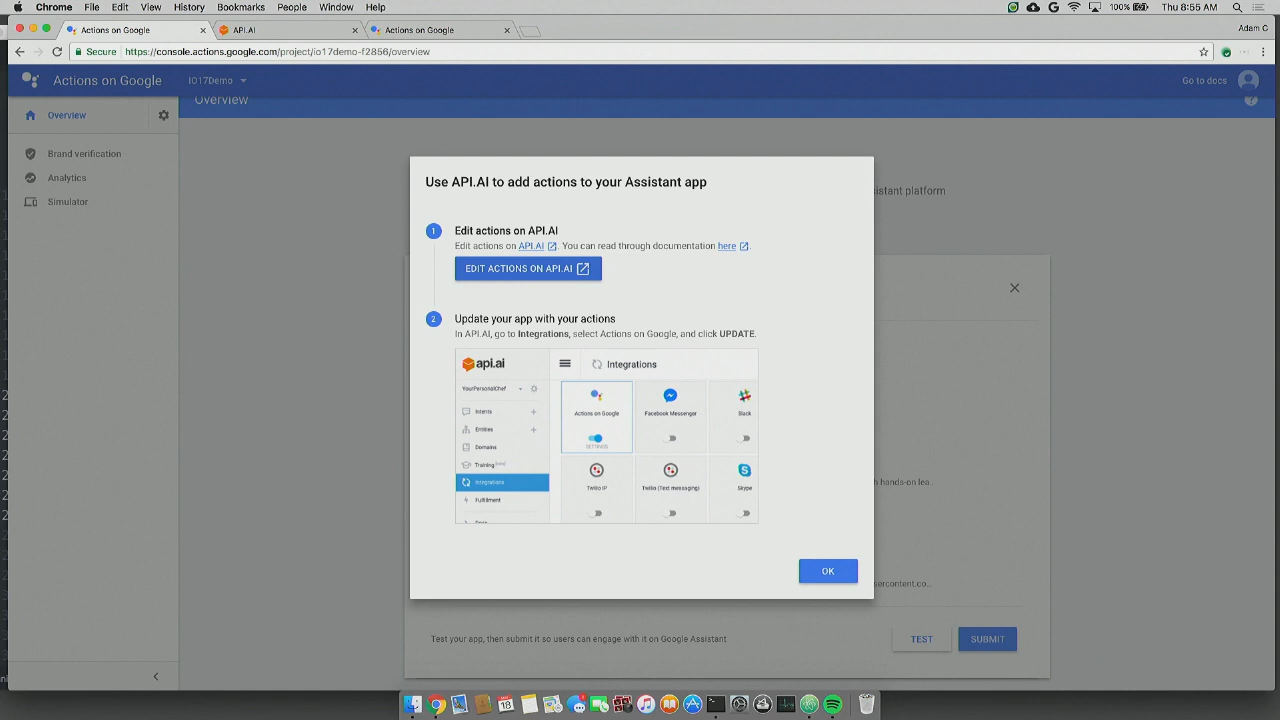 Chrome File Edit View History Bookmarks People Window Help 100% Thu 8:55 AM
Actions on Google API.AI Actions on Google Adam C
Secure https://console.actions.google.com/project/io17demo-f2856/overview
Actions on Google IO17Demo Go to docs
Overview
Overview
Brand verification
Analytics
Simulator
sistant platform
Use API.AI to add actions to your Assistant app
1 Edit actions on API.AI
Edit actions on API.AI. You can read through documentation here.
EDIT ACTIONS ON API.AI
2 Update your app with your actions
In API.AI, go to Integrations, select Actions on Google, and click UPDATE.
api.ai Integrations
YourPersonalChef
Intents
Entities
Domains
Training
Integrations
Fulfillment
Actions on Google Facebook Messenger Slack
SETTINGS
Twilio IP Twilio (Text messaging) Skype
h hands-on lea..
OK
sercontent.co...
Test your app, then submit it so users can engage with it on Google Assistant
TEST SUBMIT
18